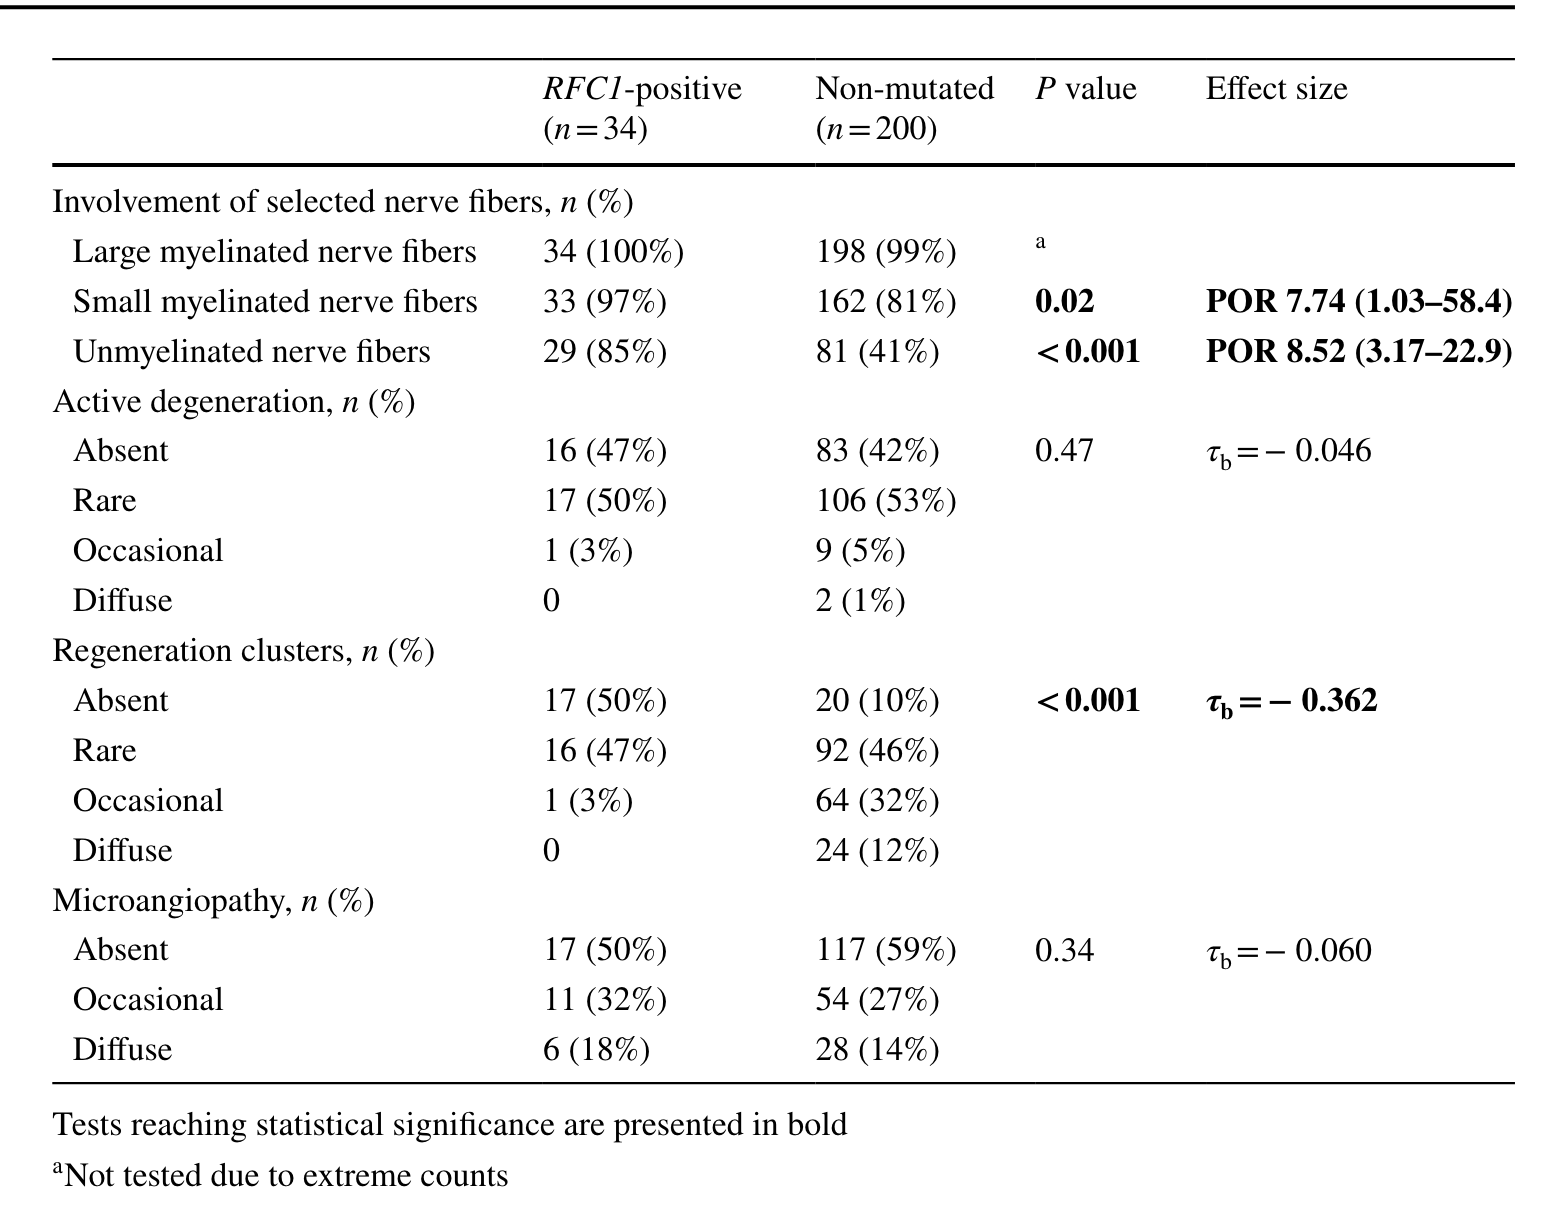 RFC1-positive Non-mutated P value Effect size
(n = 34) (n = 200)
Involvement of selected nerve fibers, n (%)
Large myelinated nerve fibers 34 (100%) 198 (99%) a
Small myelinated nerve fibers 33 (97%) 162 (81%) 0.02 POR 7.74 (1.03–58.4)
Unmyelinated nerve fibers 29 (85%) 81 (41%) < 0.001 POR 8.52 (3.17–22.9)
Active degeneration, n (%)
Absent 16 (47%) 83 (42%) 0.47 τb = − 0.046
Rare 17 (50%) 106 (53%)
Occasional 1 (3%) 9 (5%)
Diffuse 0 2 (1%)
Regeneration clusters, n (%)
Absent 17 (50%) 20 (10%) < 0.001 τb = − 0.362
Rare 16 (47%) 92 (46%)
Occasional 1 (3%) 64 (32%)
Diffuse 0 24 (12%)
Microangiopathy, n (%)
Absent 17 (50%) 117 (59%) 0.34 τb = − 0.060
Occasional 11 (32%) 54 (27%)
Diffuse 6 (18%) 28 (14%)
Tests reaching statistical significance are presented in bold
aNot tested due to extreme counts